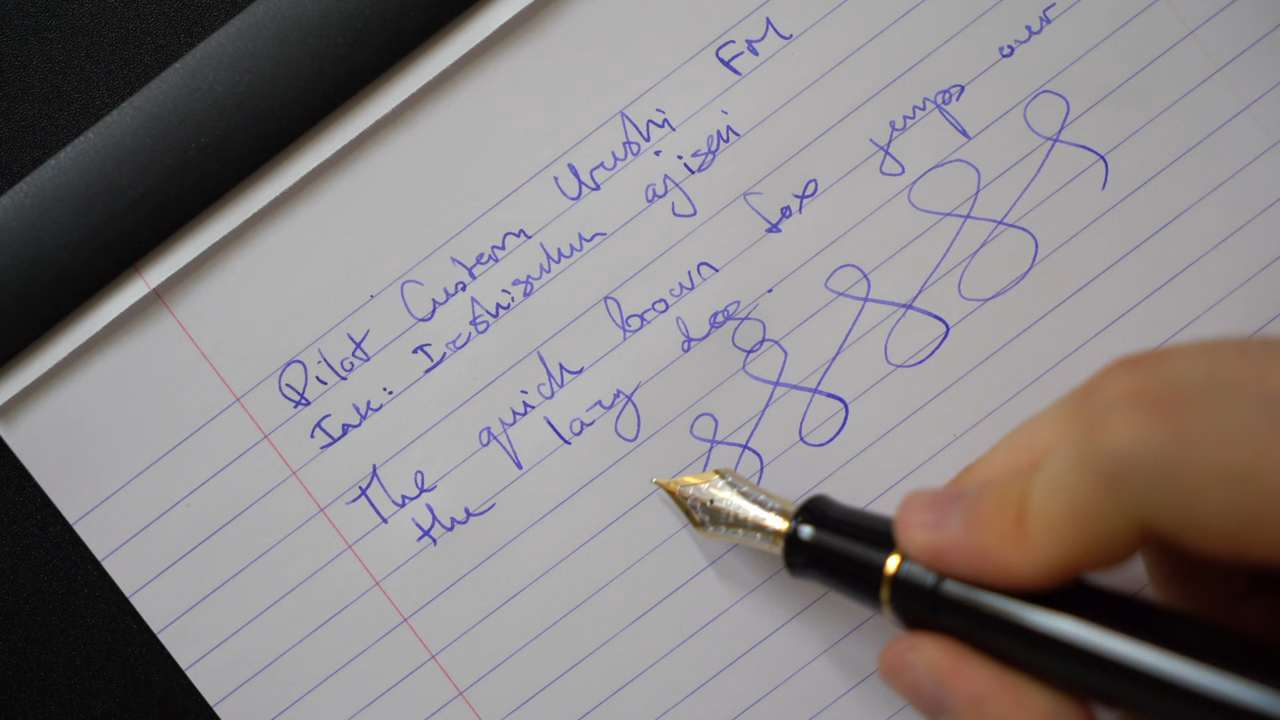 Pilot Custom Urushi FM
Ink: Iroshizuku ajisai
The quick brown fox jumps over
the lazy dog.